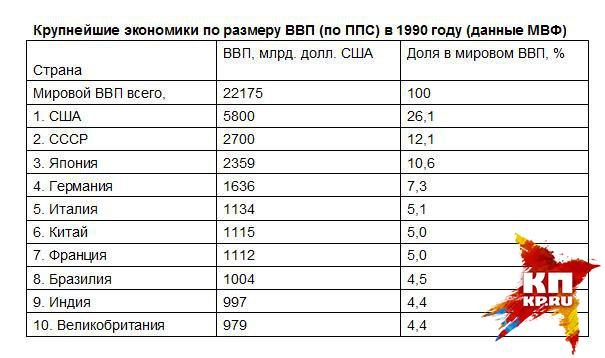 Крупнейшие экономики по размеру ВВП (по ППС) в 1990 году (данные МВФ)
Страна ВВП, млрд. долл. США Доля в мировом ВВП, %
Мировой ВВП всего, 22175 100
1. США 5800 26,1
2. СССР 2700 12,1
3. Япония 2359 10,6
4. Германия 1636 7,3
5. Италия 1134 5,1
6. Китай 1115 5,0
7. Франция 1112 5,0
8. Бразилия 1004 4,5
9. Индия 997 4,4
10. Великобритания 979 4,4
КП
KP.RU